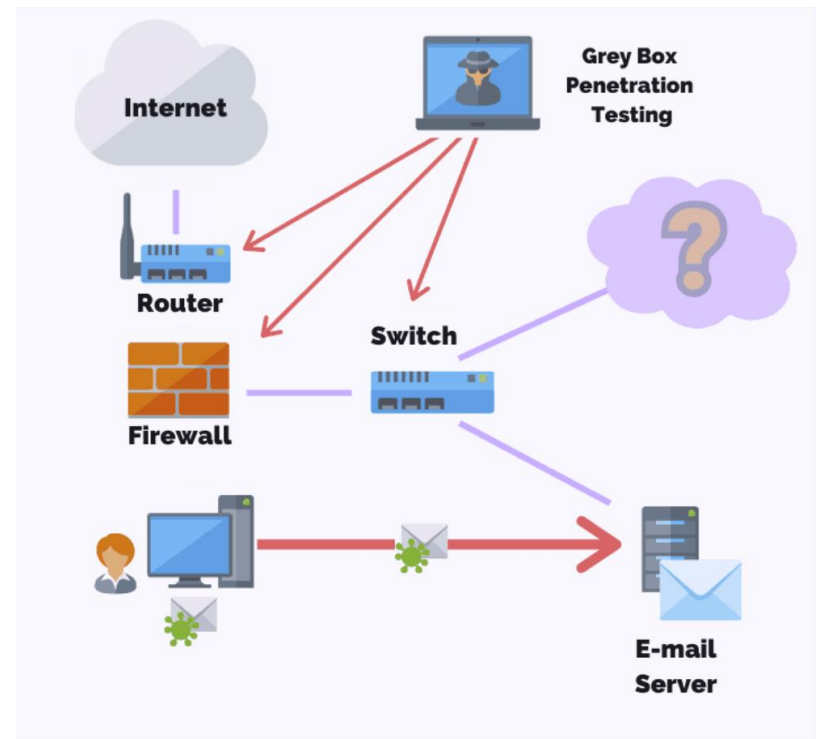 Internet
Grey Box
Penetration
Testing
?
Router
Switch
Firewall
E-mail
Server